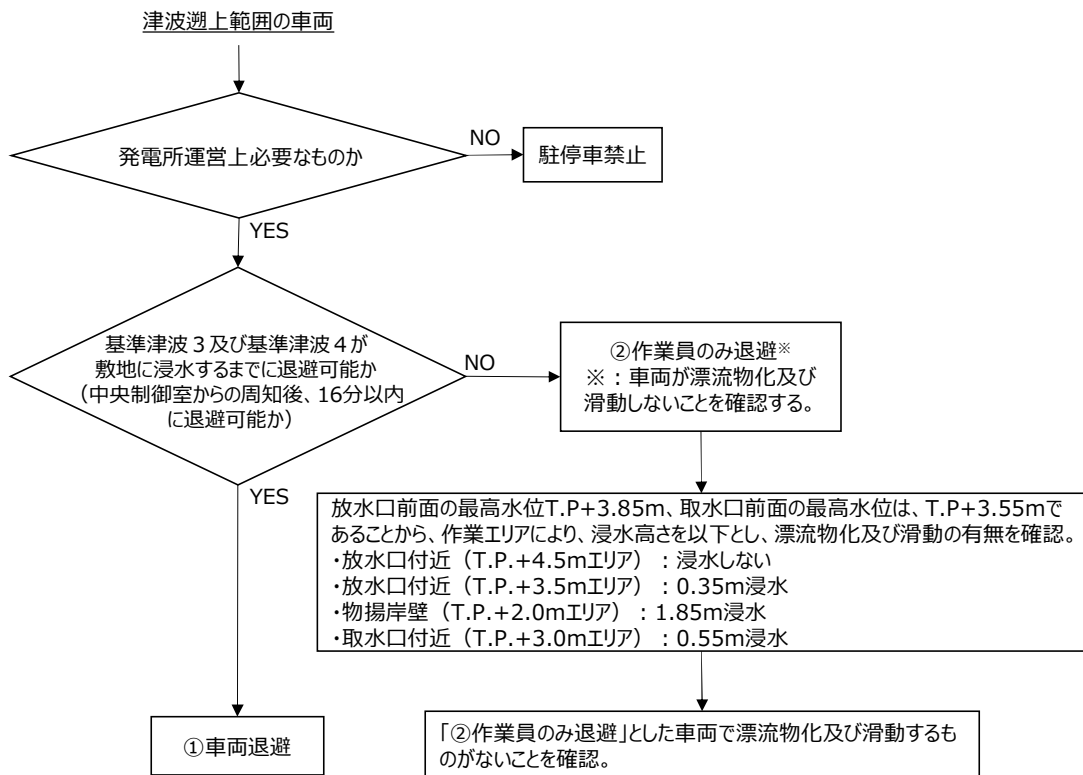 津波遡上範囲の車両
発電所運営上必要なものか
NO
駐停車禁止
YES
基準津波３及び基準津波４が
敷地に浸水するまでに退避可能か
（中央制御室からの周知後、16分以内
に退避可能か）
NO
②作業員のみ退避※
※：車両が漂流物化及び
滑動しないことを確認する。
YES
放水口前面の最高水位T.P+3.85m、取水口前面の最高水位は、T.P+3.55mで
あることから、作業エリアにより、浸水高さを以下とし、漂流物化及び滑動の有無を確認。
・放水口付近（T.P.+4.5mエリア）：浸水しない
・放水口付近（T.P.+3.5mエリア）：0.35m浸水
・物揚岸壁（T.P.+2.0mエリア）：1.85m浸水
・取水口付近（T.P.+3.0mエリア）：0.55m浸水
①車両退避
「②作業員のみ退避」とした車両で漂流物化及び滑動するも
のがないことを確認。